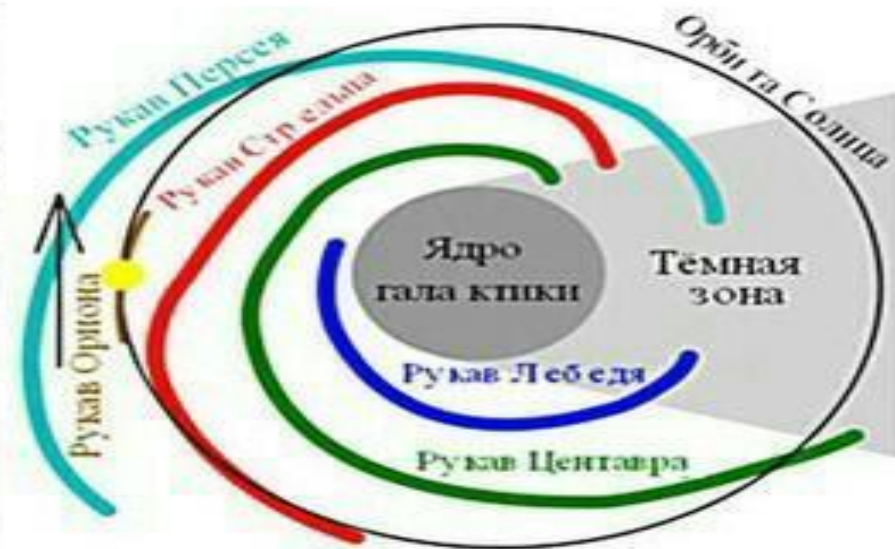 Рукав Персея
Рукав Стрельца
Орбита Солнца
Рукав Ориона
Ядро
галактики
Тёмная
зона
Рукав Лебедя
Рукав Центавра